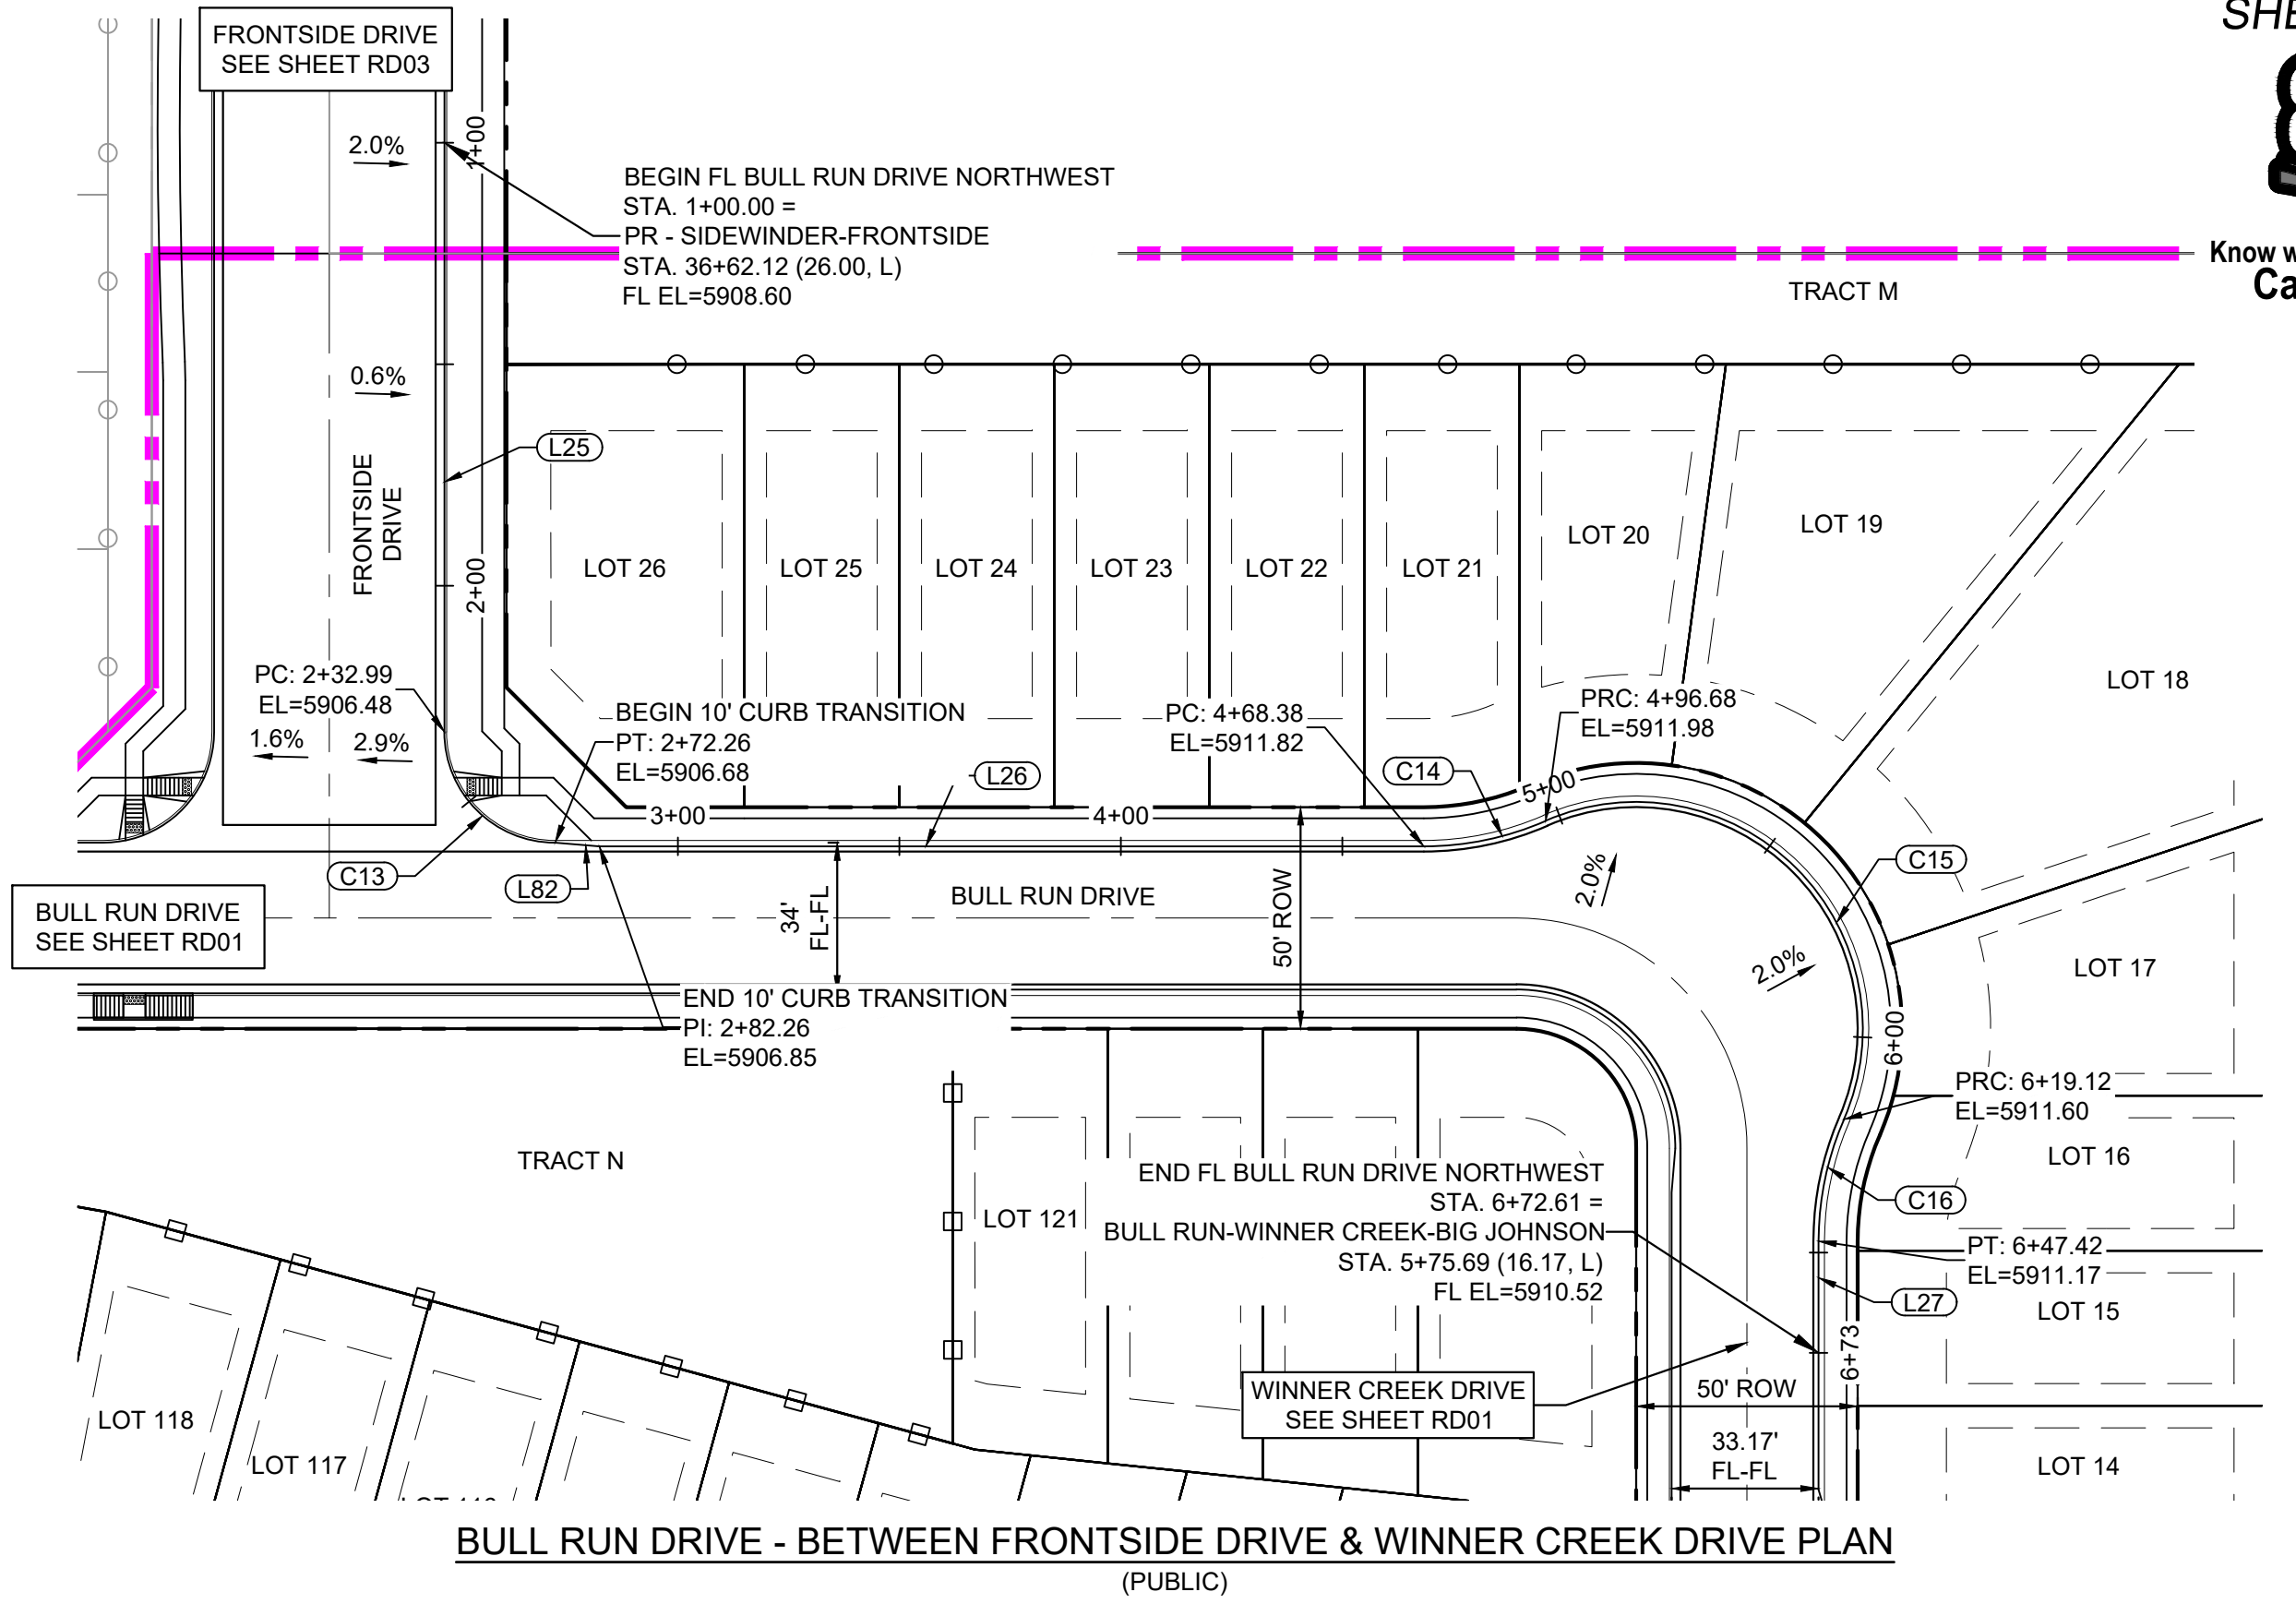 FRONTSIDE DRIVE
SEE SHEET RD03
2.0%
1+00
BEGIN FL BULL RUN DRIVE NORTHWEST
STA. 1+00.00 =
PR - SIDEWINDER-FRONTSIDE
STA. 36+62.12 (26.00, L)
FL EL=5908.60
Know w
Ca
TRACT M
0.6%
L25
FRONTSIDE
DRIVE
2+00
LOT 26
LOT 25
LOT 24
LOT 23
LOT 22
LOT 21
LOT 20
LOT 19
LOT 18
PC: 2+32.99
EL=5906.48
1.6%
2.9%
BEGIN 10' CURB TRANSITION
PT: 2+72.26
EL=5906.68
L26
PC: 4+68.38
EL=5911.82
C14
PRC: 4+96.68
EL=5911.98
3+00
4+00
5+00
C13
L82
34'
FL-FL
BULL RUN DRIVE
50' ROW
2.0%
C15
BULL RUN DRIVE
SEE SHEET RD01
2.0%
LOT 17
END 10' CURB TRANSITION
PI: 2+82.26
EL=5906.85
6+00
PRC: 6+19.12
EL=5911.60
LOT 16
TRACT N
LOT 121
END FL BULL RUN DRIVE NORTHWEST
STA. 6+72.61 =
BULL RUN-WINNER CREEK-BIG JOHNSON
STA. 5+75.69 (16.17, L)
FL EL=5910.52
C16
PT: 6+47.42
EL=5911.17
L27
LOT 15
6+73
WINNER CREEK DRIVE
SEE SHEET RD01
50' ROW
33.17'
FL-FL
LOT 14
LOT 118
LOT 117
BULL RUN DRIVE - BETWEEN FRONTSIDE DRIVE & WINNER CREEK DRIVE PLAN
(PUBLIC)